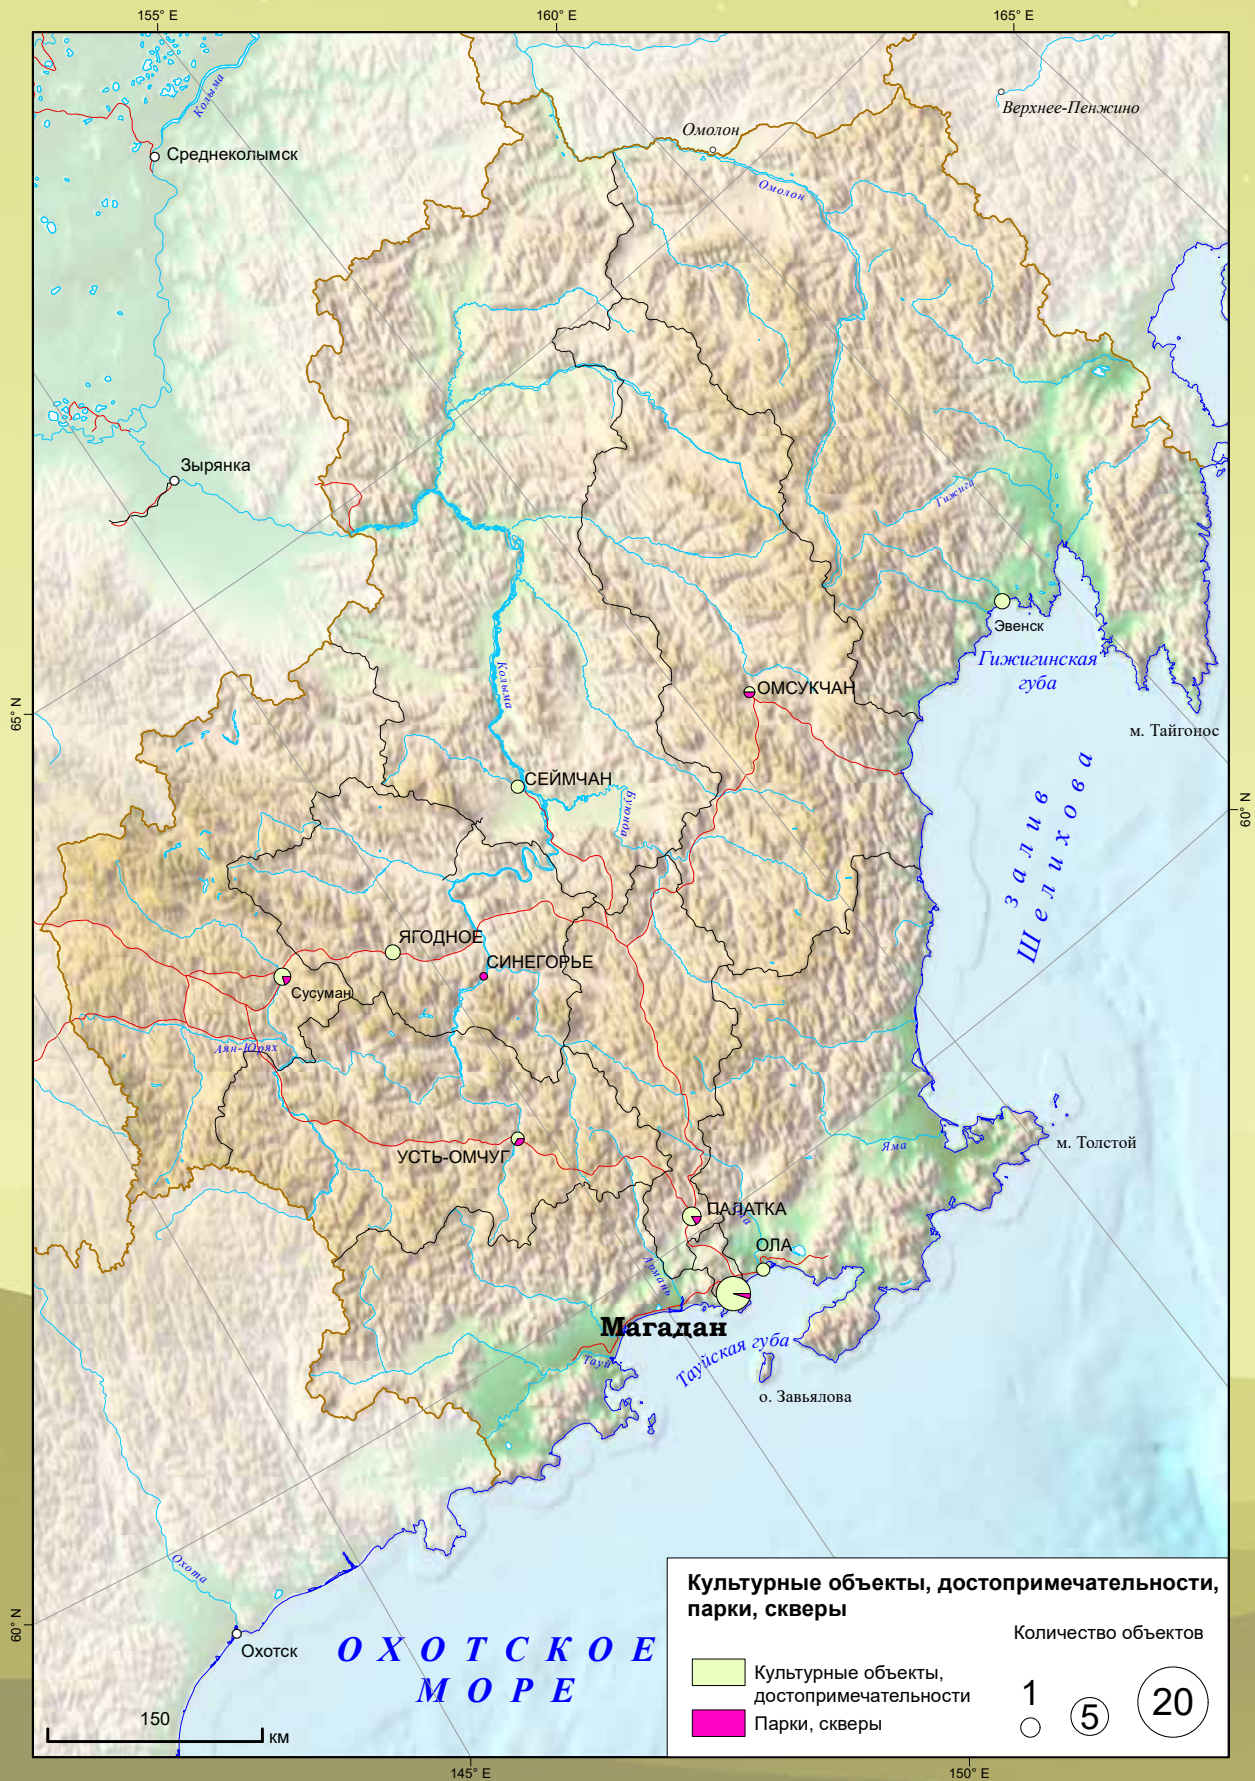 155° E
160° E
165° E
Колыма
Верхнее-Пенжино
Омолон
Среднеколымск
Омолон
Зырянка
Гижига
Эвенск
Гижигинская
губа
Колыма
ОМСУКЧАН
65° N
м. Тайгонос
СЕЙМЧАН
Буюнда
60° N
залив
Шелихова
ЯГОДНОЕ
СИНЕГОРЬЕ
Сусуман
Аян-Юрях
м. Толстой
УСТЬ-ОМЧУГ
Яма
ПАЛАТКА
ОЛА
Армань
Магадан
Тауйская губа
Тауй
о. Завьялова
Охота
60° N
Охотск
ОХОТСКОЕ
МОРЕ
150
км
Культурные объекты, достопримечательности,
парки, скверы
Количество объектов
Культурные объекты,
достопримечательности
Парки, скверы
1
5
20
145° E
150° E